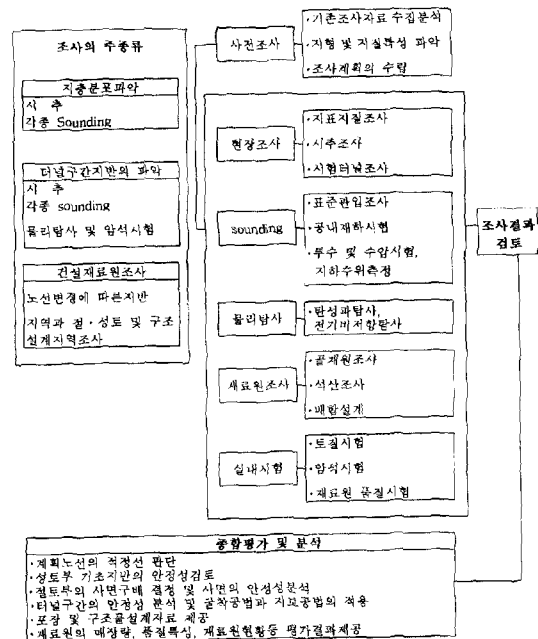 조사의 주종류
지층분포파악
시 추
각종 Sounding
터널구간지반의 파악
시 추
각종 sounding
물리탐사 및 암석시험
건설재료원조사
노선변경에 따른지반
지역과 절·성토 및 구조
설계지역조사
사전조사
·기존조사자료 수집분석
·지형 및 지질특성 파악
·조사계획의 수립
현장조사
·지표지질조사
·시추조사
·시험터널조사
sounding
·표준관입조사
·공내재하시험
·투수 및 수압시험,
지하수위측정
물리탐사
·탄성파탐사,
전기비저항탐사
재료원조사
·골재원조사
·석산조사
·배합설계
실내시험
·토질시험
·암석시험
·재료원 품질시험
조사결과
검토
종합평가 및 분석
·계획노선의 적정선 판단
·성토부 기초지반의 안정성검토
·절토부의 사면구배 결정 및 사면의 안정성분석
·터널구간의 안정성 분석 및 굴착공법과 지보공법의 적용
·포장 및 구조물설계자료 제공
·재료원의 매장량, 품질특성, 재료원현황등 평가결과제공